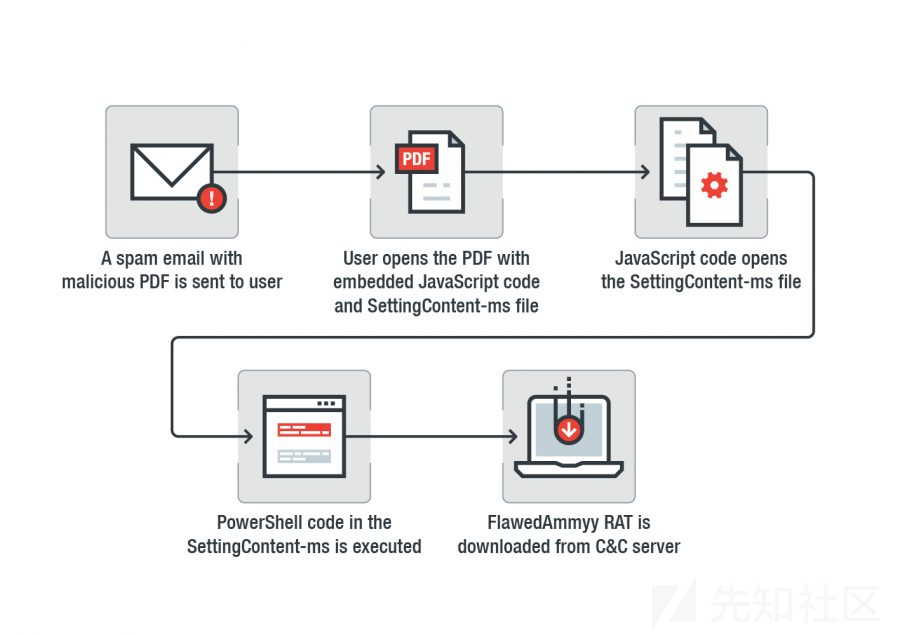 PDF
A spam email with
malicious PDF is sent to user
User opens the PDF with
embedded JavaScript code
and SettingContent-ms file
JavaScript code opens
the SettingContent-ms file
PowerShell code in the
SettingContent-ms is executed
FlawedAmmyy RAT is
downloaded from C&C server
先知社区